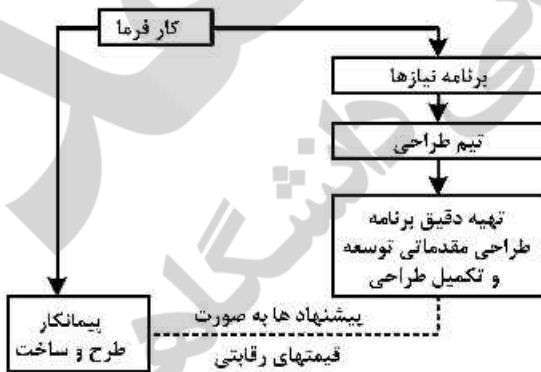 کار فرما
برنامه نیازها
تیم طراحی
تهیه دقیق برنامه
طراحی مقدماتی توسعه
و تکمیل طراحی
پیشنهاد ها به صورت
قیمتهای رقابتی
پیمانکار
طرح و ساخت